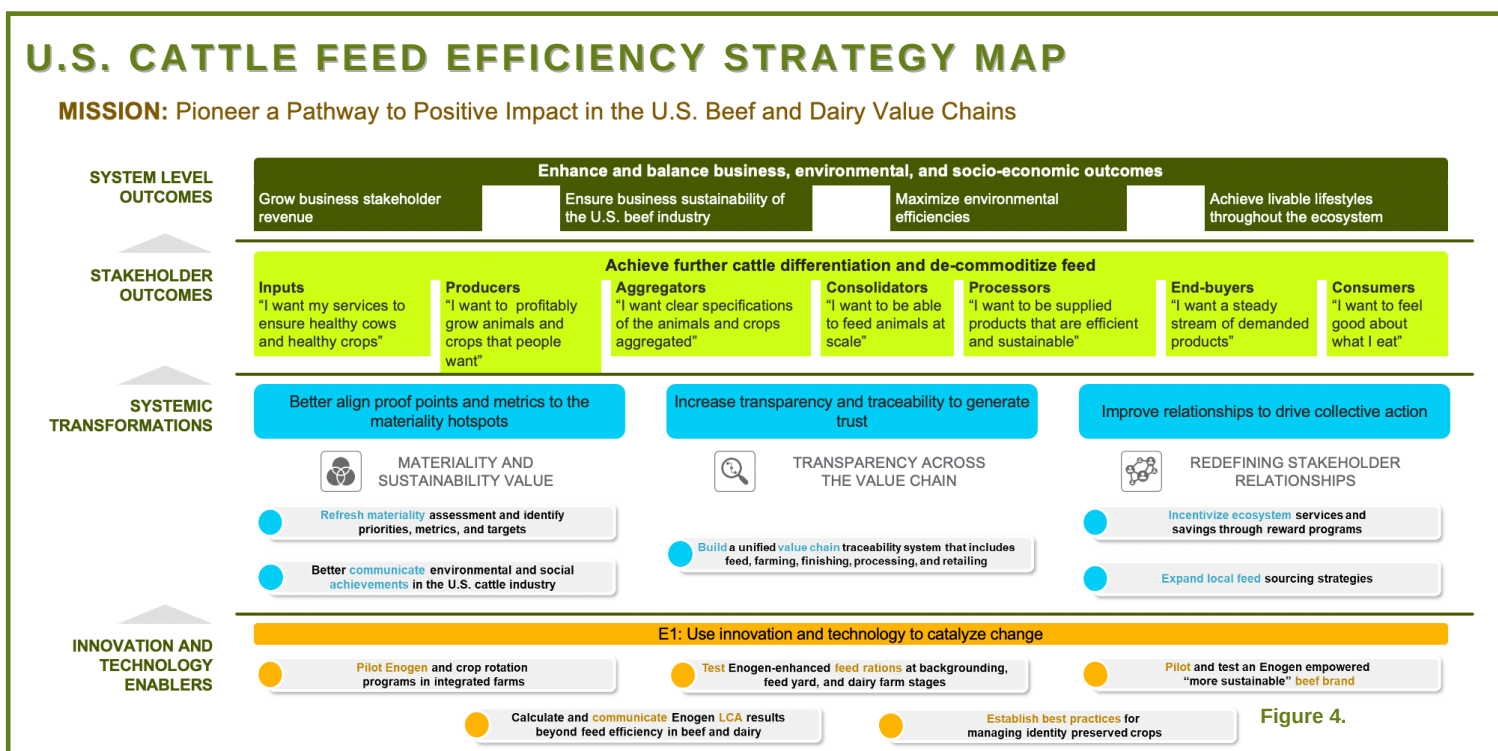 U.S. CATTLE FEED EFFICIENCY STRATEGY MAP
MISSION: Pioneer a Pathway to Positive Impact in the U.S. Beef and Dairy Value Chains
SYSTEM LEVEL
OUTCOMES
Enhance and balance business, environmental, and socio-economic outcomes
Grow business stakeholder
revenue
Ensure business sustainability of
the U.S. beef industry
Maximize environmental
efficiencies
Achieve livable lifestyles
throughout the ecosystem
STAKEHOLDER
OUTCOMES
Achieve further cattle differentiation and de-commoditize feed
Inputs
“I want my services to
ensure healthy cows
and healthy crops”
Producers
“I want to profitably
grow animals and
crops that people
want”
Aggregators
“I want clear specifications
of the animals and crops
aggregated”
Consolidators
“I want to be able
to feed animals at
scale”
Processors
“I want to be supplied
products that are efficient
and sustainable”
End-buyers
“I want a steady
stream of demanded
products”
Consumers
“I want to feel
good about
what I eat”
SYSTEMIC
TRANSFORMATIONS
Better align proof points and metrics to the
materiality hotspots
Increase transparency and traceability to generate
trust
Improve relationships to drive collective action
MATERIALITY AND
SUSTAINABILITY VALUE
TRANSPARENCY ACROSS
THE VALUE CHAIN
REDEFINING STAKEHOLDER
RELATIONSHIPS
Refresh materiality assessment and identify
priorities, metrics, and targets
Better communicate environmental and social
achievements in the U.S. cattle industry
Build a unified value chain traceability system that includes
feed, farming, finishing, processing, and retailing
Incentivize ecosystem services and
savings through reward programs
Expand local feed sourcing strategies
INNOVATION AND
TECHNOLOGY
ENABLERS
E1: Use innovation and technology to catalyze change
Pilot Enogen and crop rotation
programs in integrated farms
Test Enogen-enhanced feed rations at backgrounding,
feed yard, and dairy farm stages
Pilot and test an Enogen empowered
“more sustainable” beef brand
Calculate and communicate Enogen LCA results
beyond feed efficiency in beef and dairy
Establish best practices for
managing identity preserved crops
Figure 4.